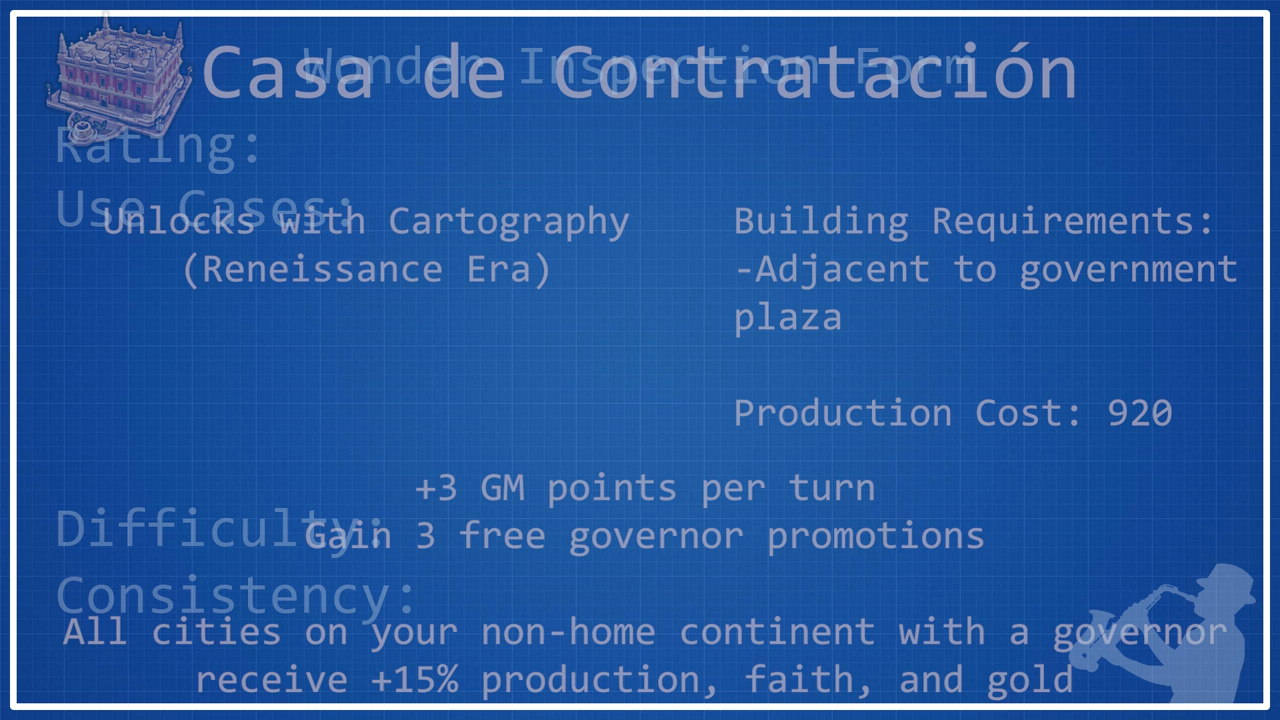 Wonder Inspection Form
Casa de Contratación
Rating:
Use Cases:
Unlocks with Cartography
(Reneissance Era)
Building Requirements:
-Adjacent to government
plaza
Production Cost: 920
+3 GM points per turn
Difficulty:
Gain 3 free governor promotions
Consistency:
All cities on your non-home continent with a governor
receive +15% production, faith, and gold